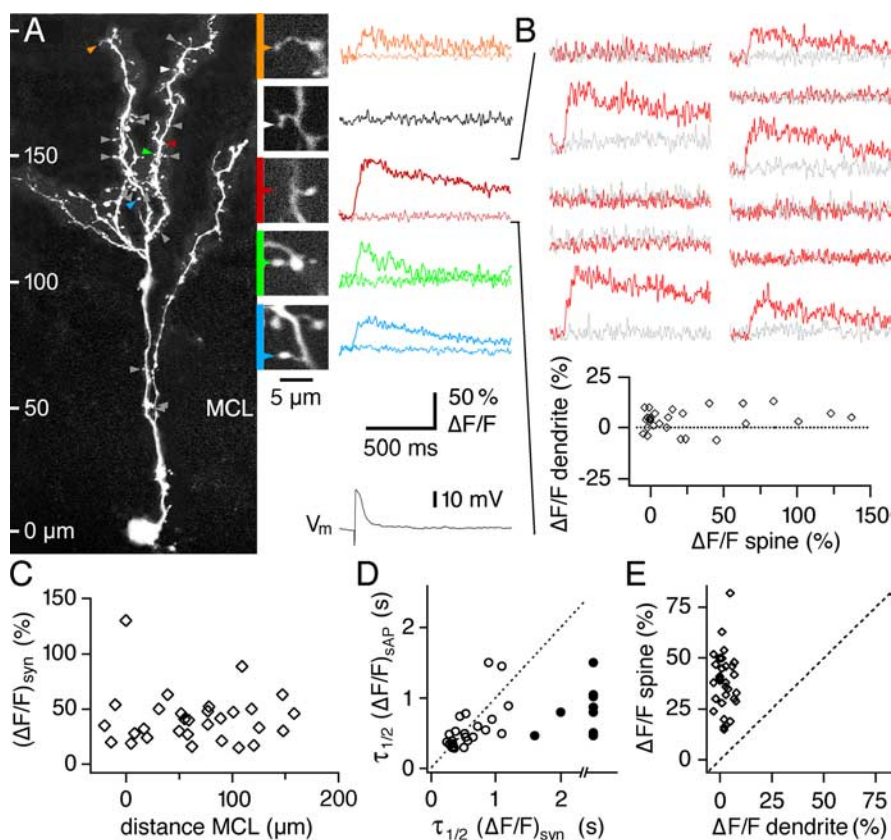 A
B
150
100
50
0 µm
MCL
5 µm
50 %
ΔF/F
500 ms
10 mV
Vm
ΔF/F dendrite (%)
25
0
-25
0 50 100 150
ΔF/F spine (%)
C
(ΔF/F)syn (%)
150
100
50
0
0 100 200
distance MCL (µm)
D
τ1/2 (ΔF/F)sAP (s)
2
1
0
0 1 2 //
τ1/2 (ΔF/F)syn (s)
E
ΔF/F spine (%)
75
50
25
0
0 25 50 75
ΔF/F dendrite (%)